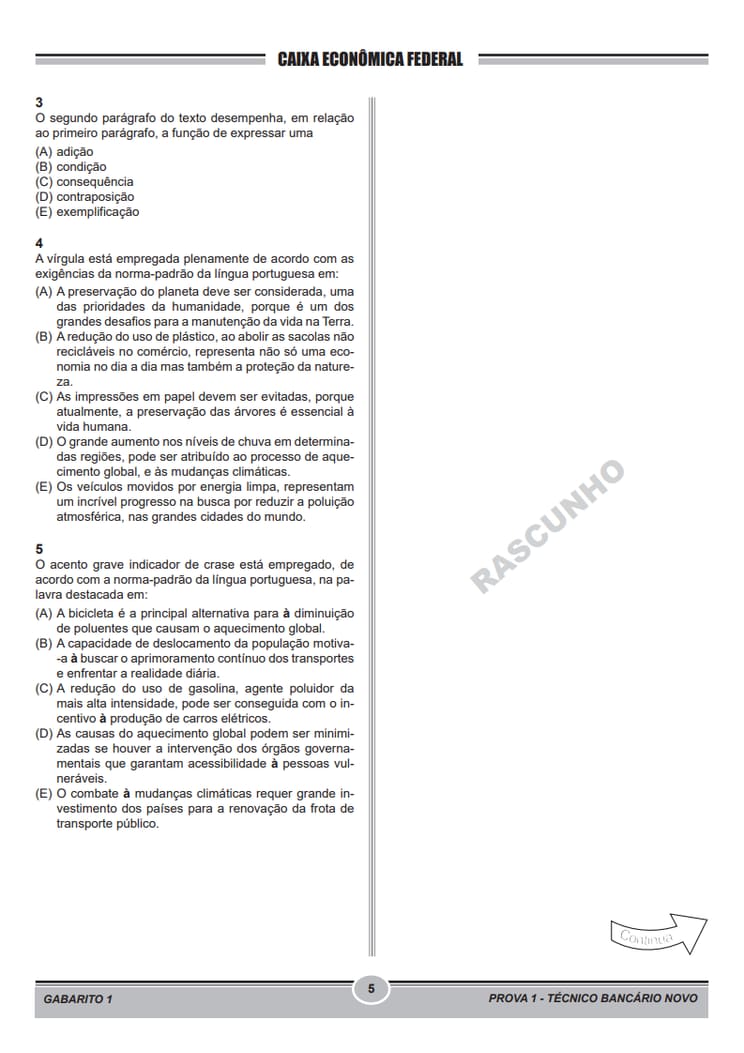 CAIXA ECONÔMICA FEDERAL
3
O segundo parágrafo do texto desempenha, em relação
ao primeiro parágrafo, a função de expressar uma
(A) adição
(B) condição
(C) consequência
(D) contraposição
(E) exemplificação
4
A vírgula está empregada plenamente de acordo com as
exigências da norma-padrão da língua portuguesa em:
(A) A preservação do planeta deve ser considerada, uma
das prioridades da humanidade, porque é um dos
grandes desafios para a manutenção da vida na Terra.
(B) A redução do uso de plástico, ao abolir as sacolas não
recicláveis no comércio, representa não só uma eco-
nomia no dia a dia mas também a proteção da nature-
za.
(C) As impressões em papel devem ser evitadas, porque
atualmente, a preservação das árvores é essencial à
vida humana.
(D) O grande aumento nos níveis de chuva em determina-
das regiões, pode ser atribuído ao processo de aque-
cimento global, e às mudanças climáticas.
(E) Os veículos movidos por energia limpa, representam
um incrível progresso na busca por reduzir a poluição
atmosférica, nas grandes cidades do mundo.
5
O acento grave indicador de crase está empregado, de
acordo com a norma-padrão da língua portuguesa, na pa-
lavra destacada em:
(A) A bicicleta é a principal alternativa para à diminuição
de poluentes que causam o aquecimento global.
(B) A capacidade de deslocamento da população motiva-
-a à buscar o aprimoramento contínuo dos transportes
e enfrentar a realidade diária.
(C) A redução do uso de gasolina, agente poluidor da
mais alta intensidade, pode ser conseguida com o in-
centivo à produção de carros elétricos.
(D) As causas do aquecimento global podem ser minimi-
zadas se houver a intervenção dos órgãos governa-
mentais que garantam acessibilidade à pessoas vul-
neráveis.
(E) O combate à mudanças climáticas requer grande in-
vestimento dos países para a renovação da frota de
transporte público.
RASCUNHO
Continua
GABARITO 1
5
PROVA 1 - TÉCNICO BANCÁRIO NOVO